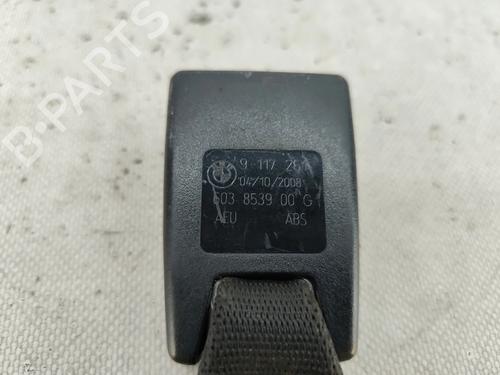 B-PARTS
9 117 261
04/10/2008
603 8539 00 G
AEU ABS